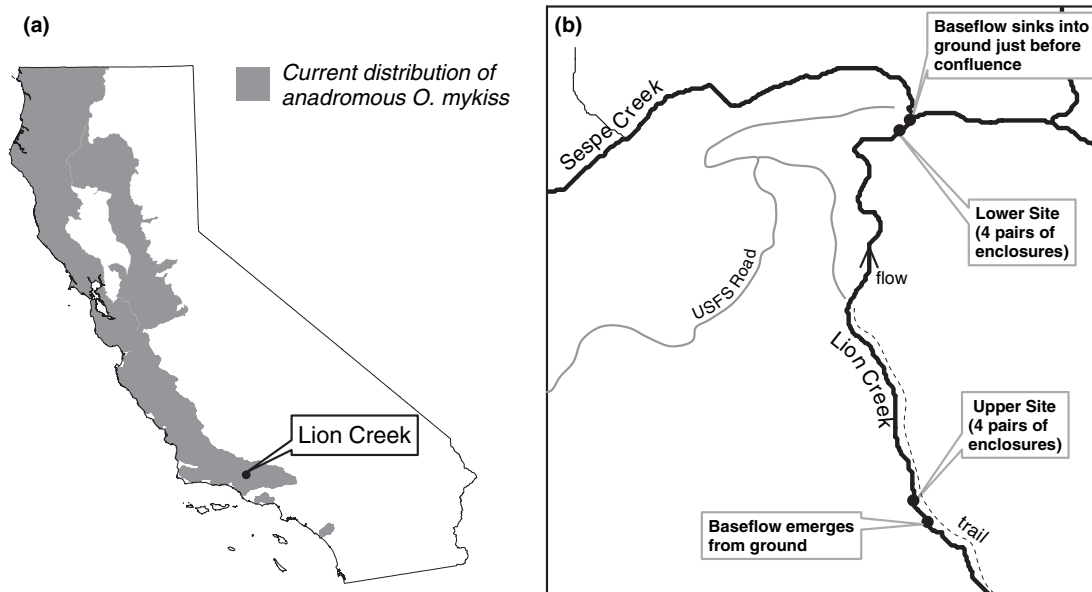 (a)
Current distribution of
anadromous O. mykiss
Lion Creek
(b)
Baseflow sinks into
ground just before
confluence
Sespe Creek
Lower Site
(4 pairs of
enclosures)
flow
USFS Road
Lion Creek
Upper Site
(4 pairs of
enclosures)
Baseflow emerges
from ground
trail